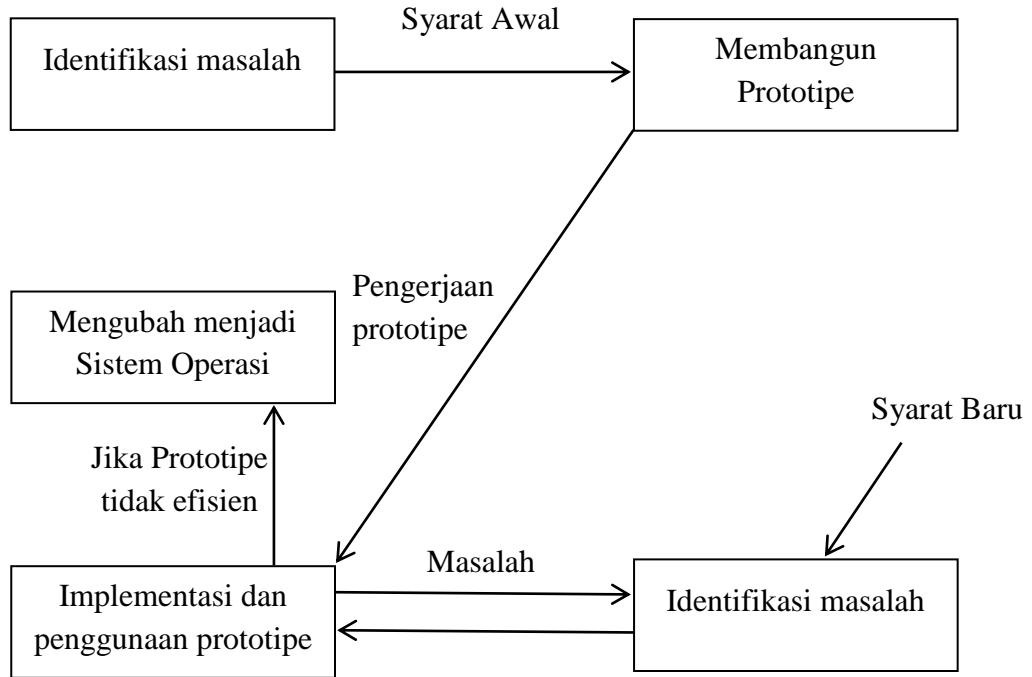 Syarat Awal
Identifikasi masalah
Membangun
Prototipe
Pengerjaan
prototipe
Mengubah menjadi
Sistem Operasi
Syarat Baru
Jika Prototipe
tidak efisien
Masalah
Implementasi dan
penggunaan prototipe
Identifikasi masalah